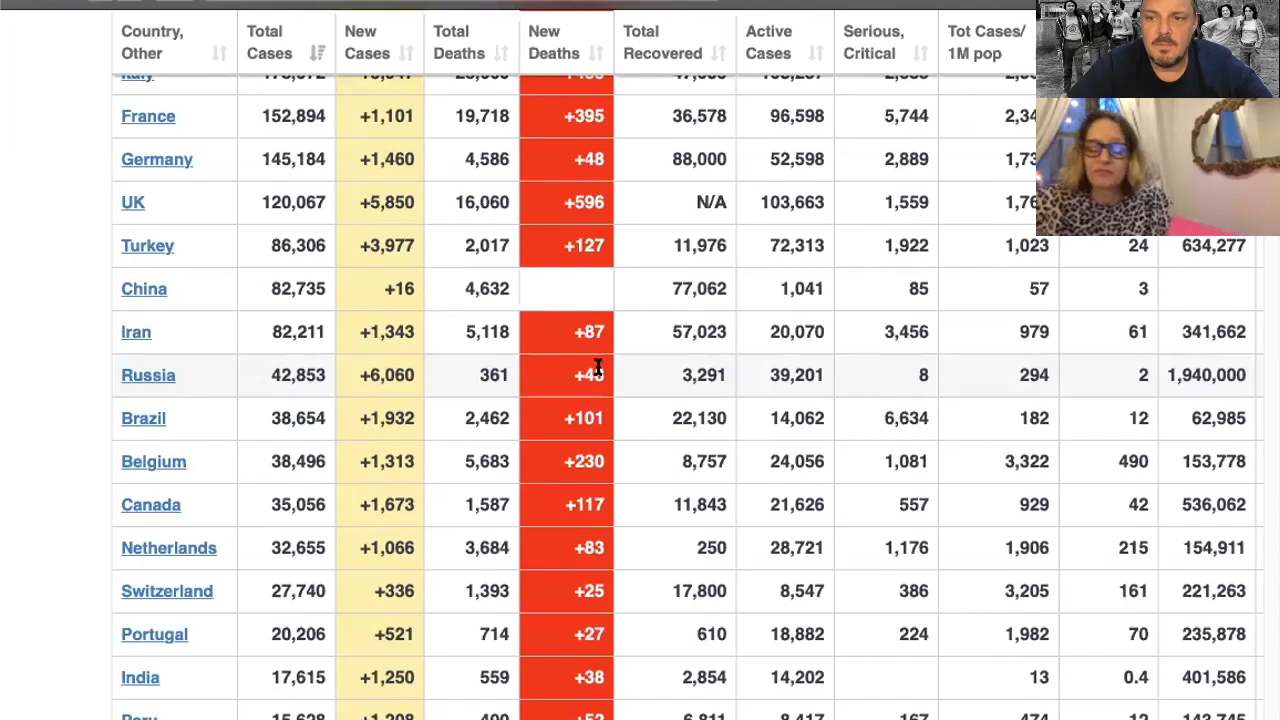 Country, Other Total Cases New Cases Total Deaths New Deaths Total Recovered Active Cases Serious, Critical Tot Cases/ 1M pop
Italy
France 152,894 +1,101 19,718 +395 36,578 96,598 5,744
Germany 145,184 +1,460 4,586 +48 88,000 52,598 2,889
UK 120,067 +5,850 16,060 +596 N/A 103,663 1,559
Turkey 86,306 +3,977 2,017 +127 11,976 72,313 1,922 1,023 24 634,277
China 82,735 +16 4,632 77,062 1,041 85 57 3
Iran 82,211 +1,343 5,118 +87 57,023 20,070 3,456 979 61 341,662
Russia 42,853 +6,060 361 3,291 39,201 8 294 2 1,940,000
Brazil 38,654 +1,932 2,462 +101 22,130 14,062 6,634 182 12 62,985
Belgium 38,496 +1,313 5,683 +230 8,757 24,056 1,081 3,322 490 153,778
Canada 35,056 +1,673 1,587 +117 11,843 21,626 557 929 42 536,062
Netherlands 32,655 +1,066 3,684 +83 250 28,721 1,176 1,906 215 154,911
Switzerland 27,740 +336 1,393 +25 17,800 8,547 386 3,205 161 221,263
Portugal 20,206 +521 714 +27 610 18,882 224 1,982 70 235,878
India 17,615 +1,250 559 +38 2,854 14,202 13 0.4 401,586
Peru